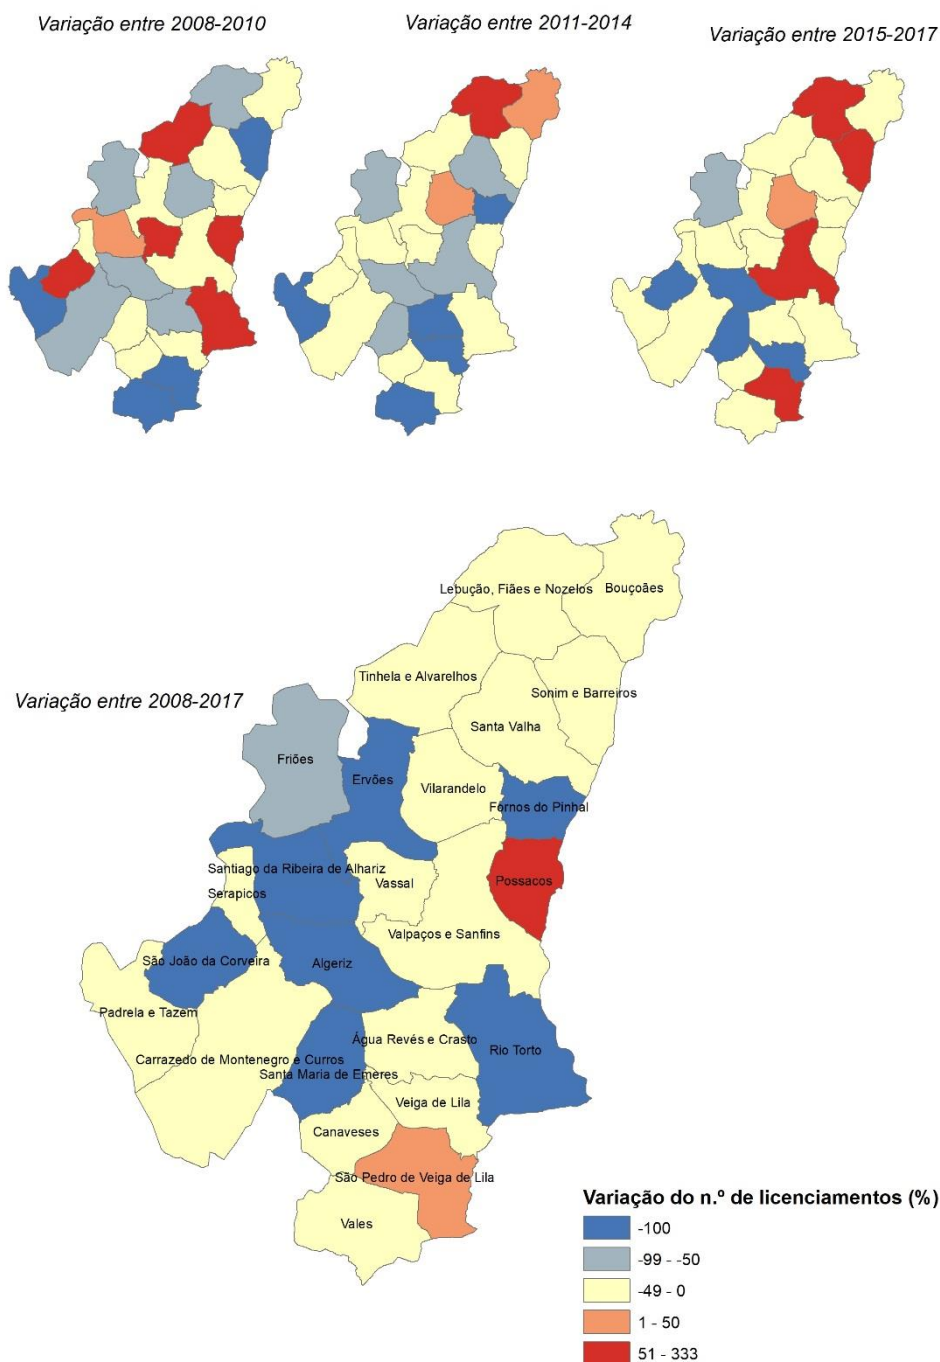 Variação entre 2008-2010
Variação entre 2011-2014
Variação entre 2015-2017
Variação entre 2008-2017
Lebução, Fiães e Nozelos
Bouçoães
Tinhela e Alvarelhos
Sonim e Barreiros
Santa Valha
Friões
Ervões
Vilarandelo
Fornos do Pinhal
Santiago da Ribeira de Alhariz
Vassal
Possacos
Serapicos
Valpaços e Sanfins
São João da Corveira
Algeriz
Padrela e Tazem
Água Revés e Crasto
Rio Torto
Carrazedo de Montenegro e Curros
Santa Maria de Emeres
Veiga de Lila
Canaveses
São Pedro de Veiga de Lila
Vales
Variação do n.º de licenciamentos (%)
-100
-99 - -50
-49 - 0
1 - 50
51 - 333